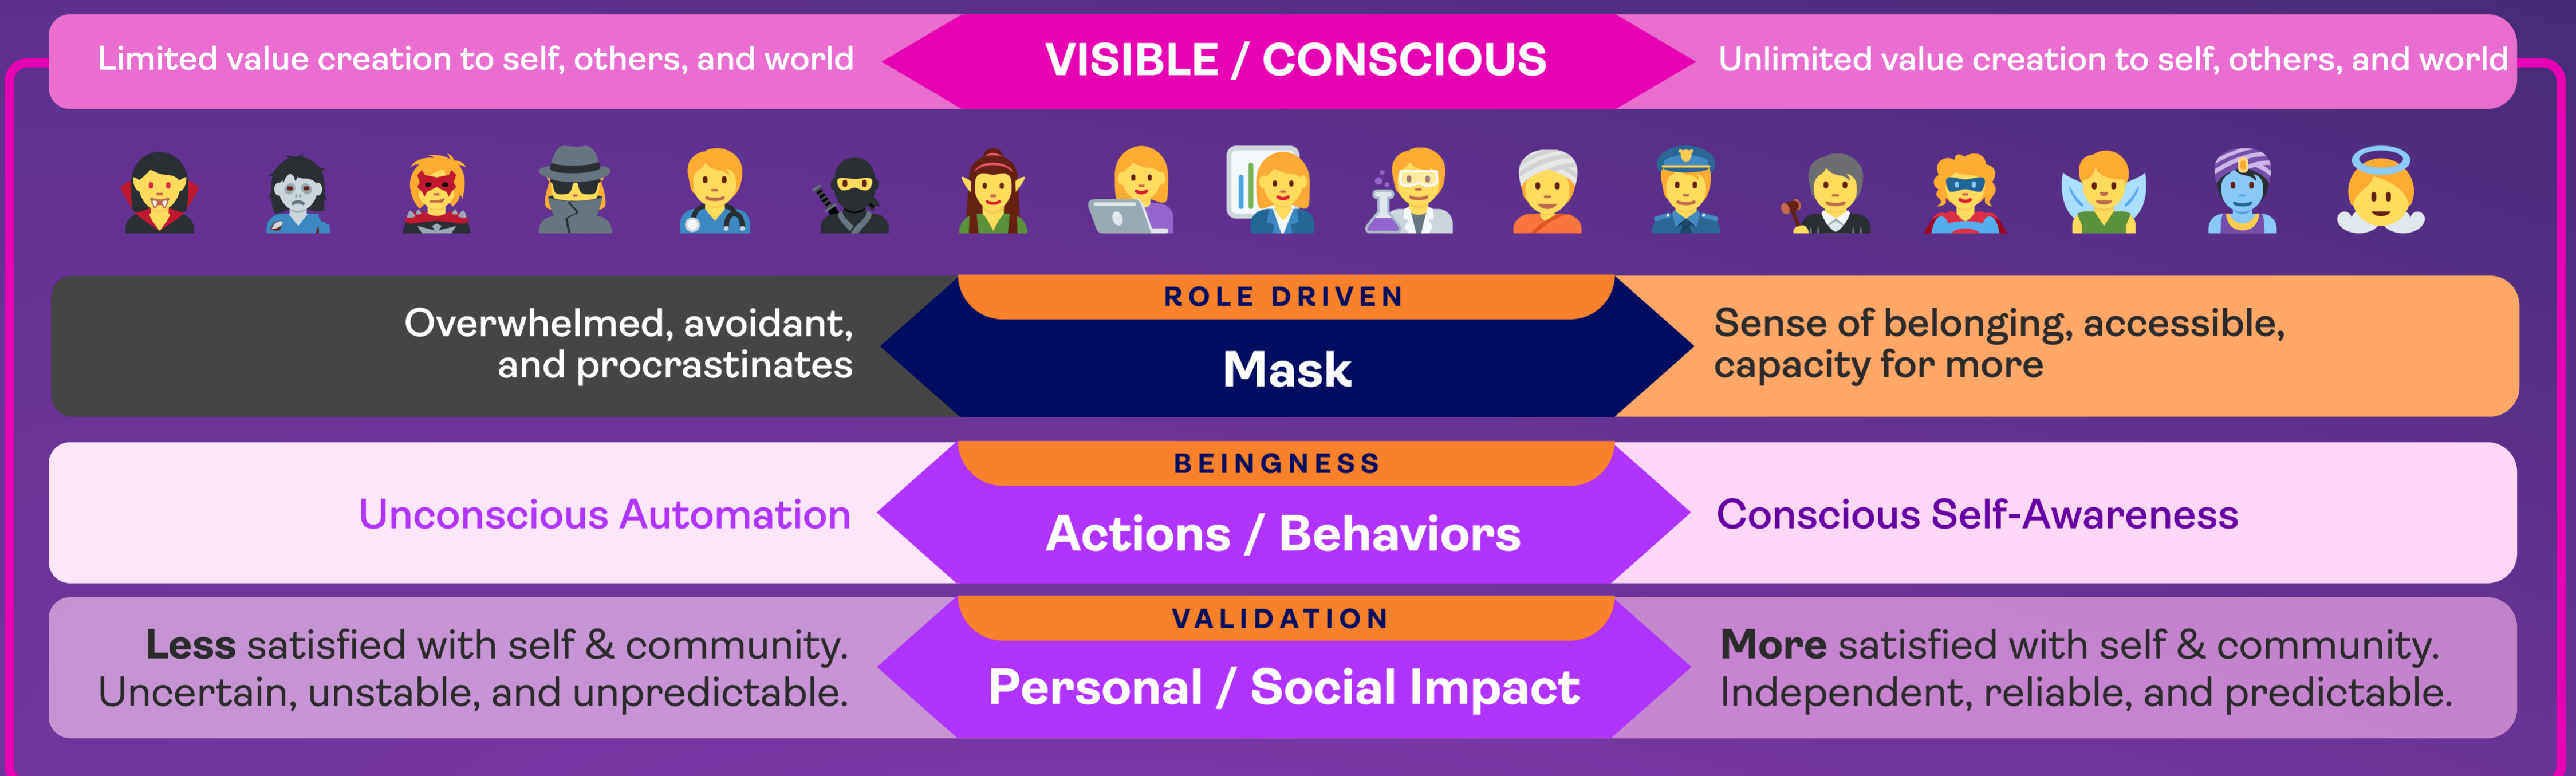 Limited value creation to self, others, and world
VISIBLE / CONSCIOUS
Unlimited value creation to self, others, and world
ROLE DRIVEN
Overwhelmed, avoidant,
and procrastinates
Mask
Sense of belonging, accessible,
capacity for more
BEINGNESS
Unconscious Automation
Actions / Behaviors
Conscious Self-Awareness
VALIDATION
Less satisfied with self & community.
Uncertain, unstable, and unpredictable.
Personal / Social Impact
More satisfied with self & community.
Independent, reliable, and predictable.